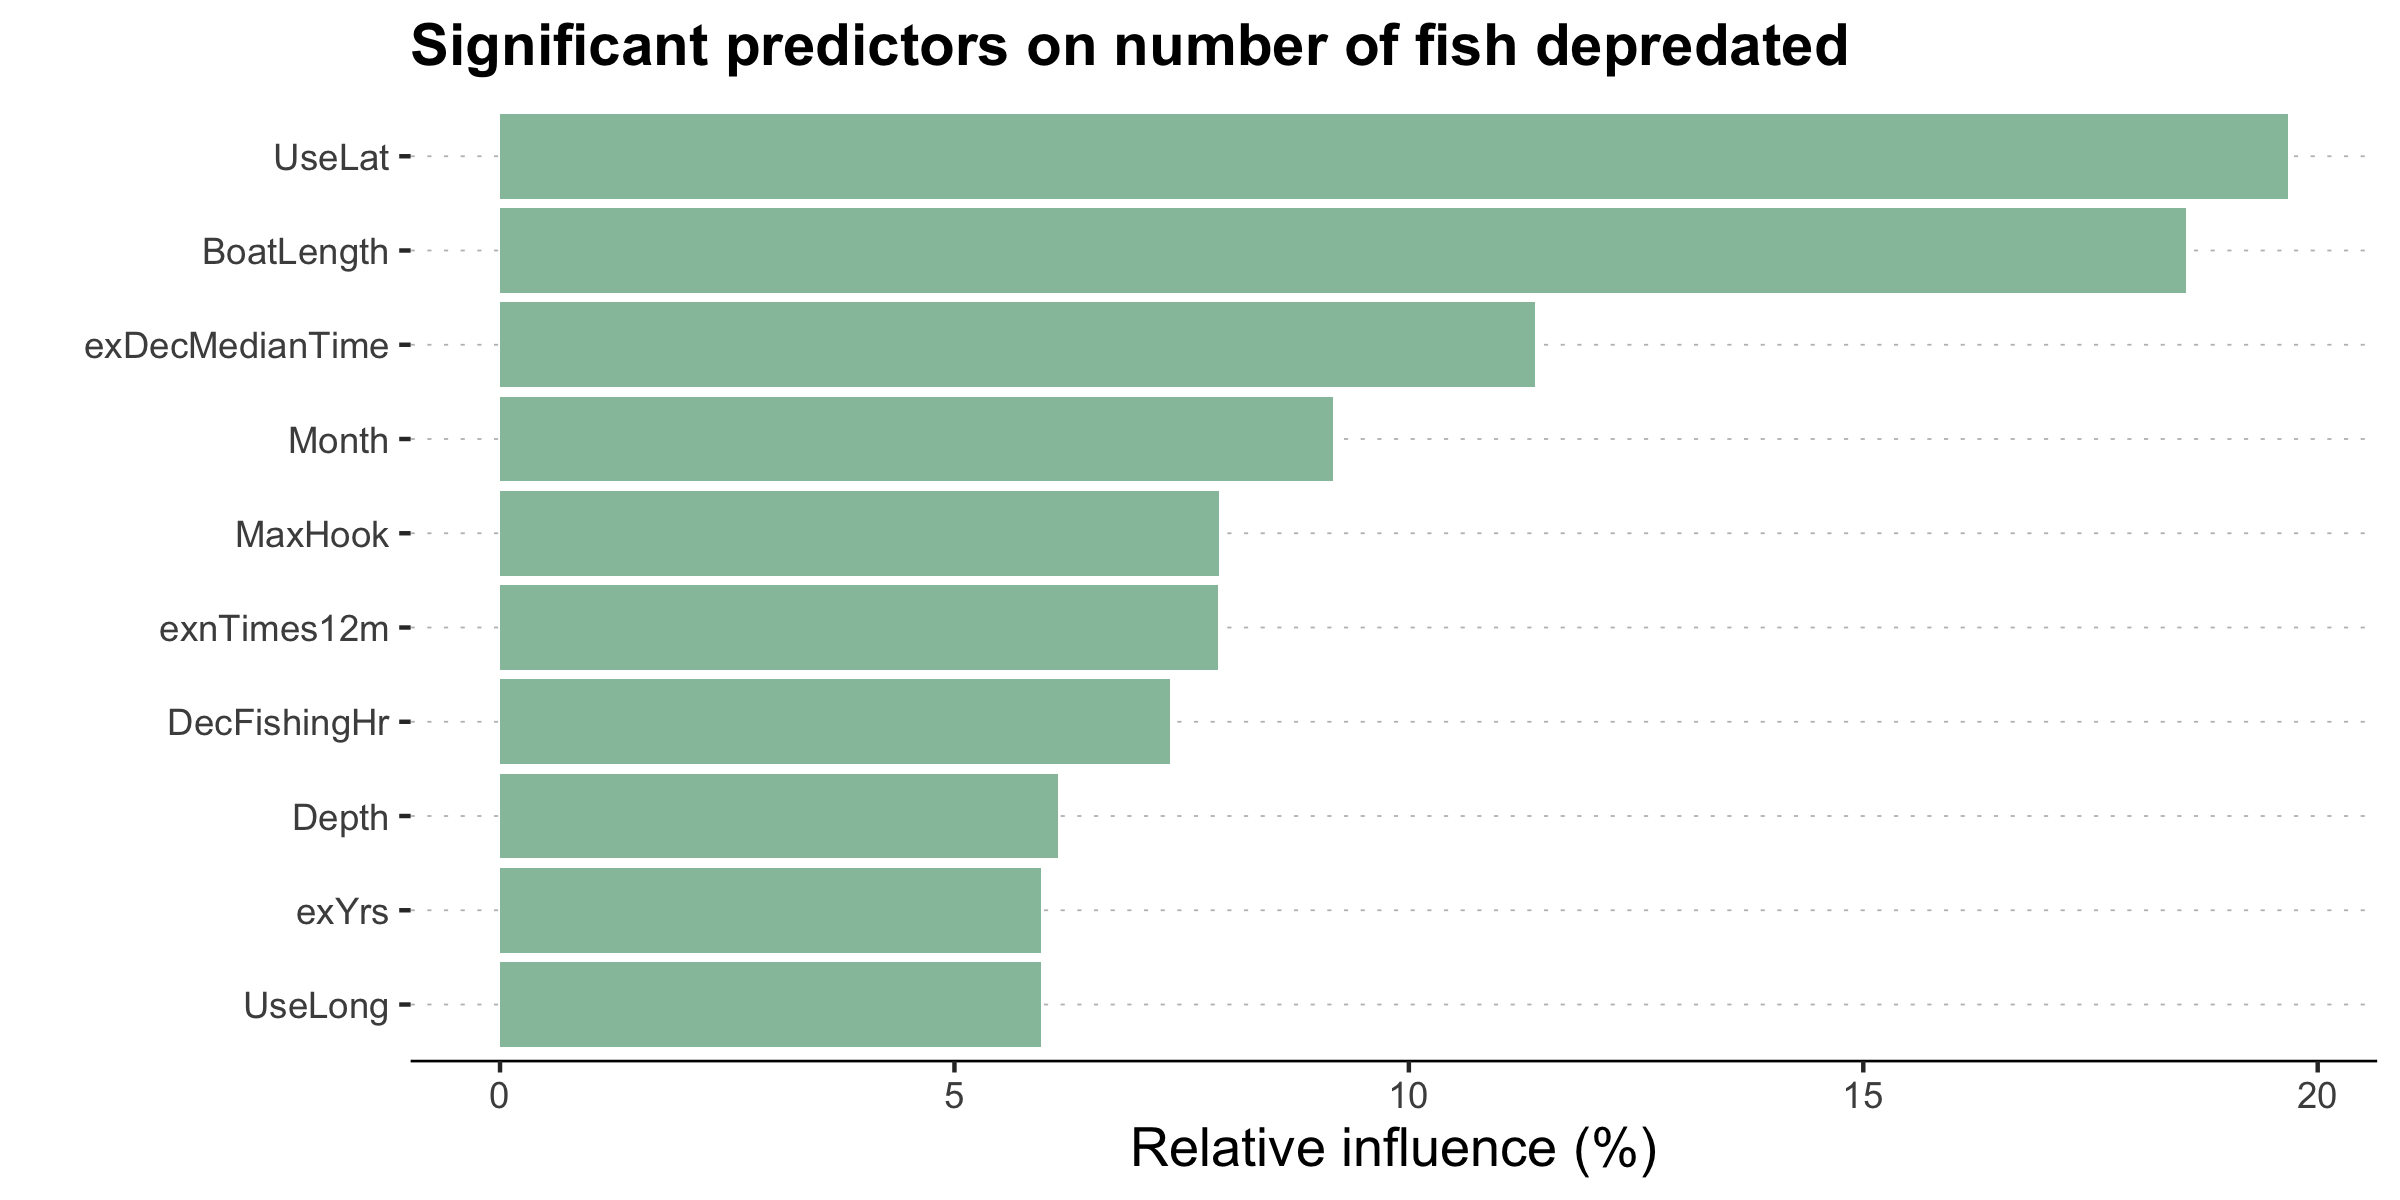 Significant predictors on number of fish depredated
UseLat
BoatLength
exDecMedianTime
Month
MaxHook
exnTimes12m
DecFishingHr
Depth
exYrs
UseLong
0 5 10 15 20
Relative influence (%)